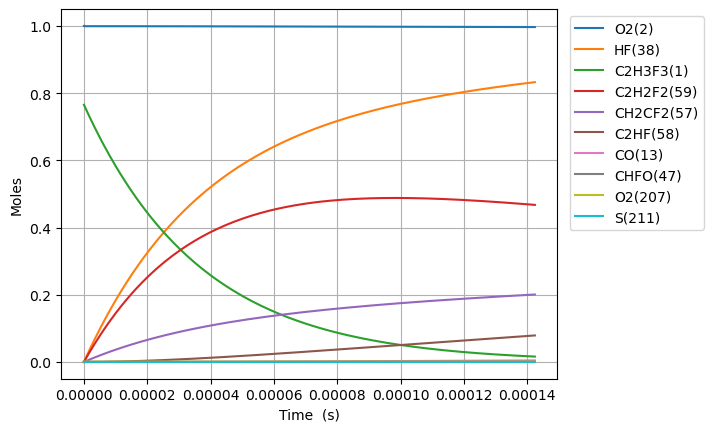 1.0
0.8
0.6
0.4
0.2
0.0
Moles
0.00000 0.00002 0.00004 0.00006 0.00008 0.00010 0.00012 0.00014
Time (s)
O2(2)
HF(38)
C2H3F3(1)
C2H2F2(59)
CH2CF2(57)
C2HF(58)
CO(13)
CHFO(47)
O2(207)
S(211)